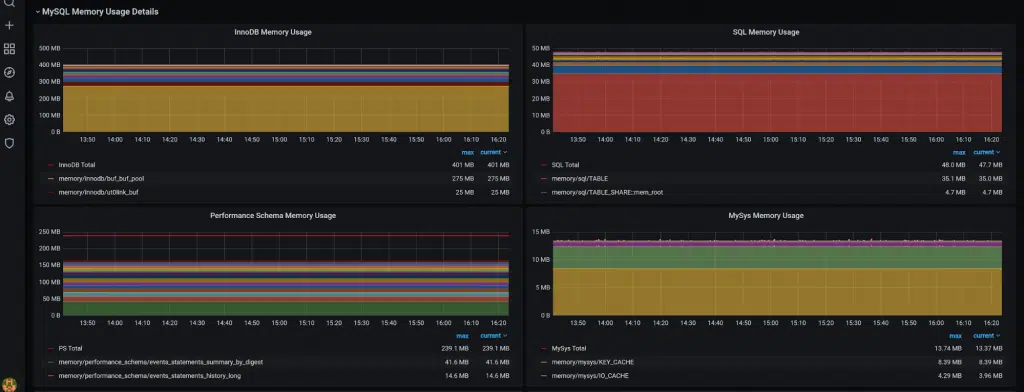 MySQL Memory Usage Details
InnoDB Memory Usage
500 MB
400 MB
300 MB
200 MB
100 MB
0 B
13:50 14:00 14:10 14:20 14:30 14:40 14:50 15:00 15:10 15:20 15:30 15:40 15:50 16:00 16:10 16:20
max current
InnoDB Total 401 MB 401 MB
memory/innodb/buf_buf_pool 275 MB 275 MB
memory/innodb/ut0link_buf 25 MB 25 MB
SQL Memory Usage
50 MB
40 MB
30 MB
20 MB
10 MB
0 B
13:50 14:00 14:10 14:20 14:30 14:40 14:50 15:00 15:10 15:20 15:30 15:40 15:50 16:00 16:10 16:20
max current
SQL Total 48.0 MB 47.7 MB
memory/sql/TABLE 35.1 MB 35.0 MB
memory/sql/TABLE_SHARE::mem_root 4.7 MB 4.7 MB
Performance Schema Memory Usage
250 MB
200 MB
150 MB
100 MB
50 MB
0 B
13:50 14:00 14:10 14:20 14:30 14:40 14:50 15:00 15:10 15:20 15:30 15:40 15:50 16:00 16:10 16:20
max current
PS Total 239.1 MB 239.1 MB
memory/performance_schema/events_statements_summary_by_digest 41.6 MB 41.6 MB
memory/performance_schema/events_statements_history_long 14.6 MB 14.6 MB
MySys Memory Usage
15 MB
10 MB
5 MB
0 B
13:50 14:00 14:10 14:20 14:30 14:40 14:50 15:00 15:10 15:20 15:30 15:40 15:50 16:00 16:10 16:20
max current
MySys Total 13.74 MB 13.37 MB
memory/mysys/KEY_CACHE 8.39 MB 8.39 MB
memory/mysys/IO_CACHE 4.29 MB 3.96 MB